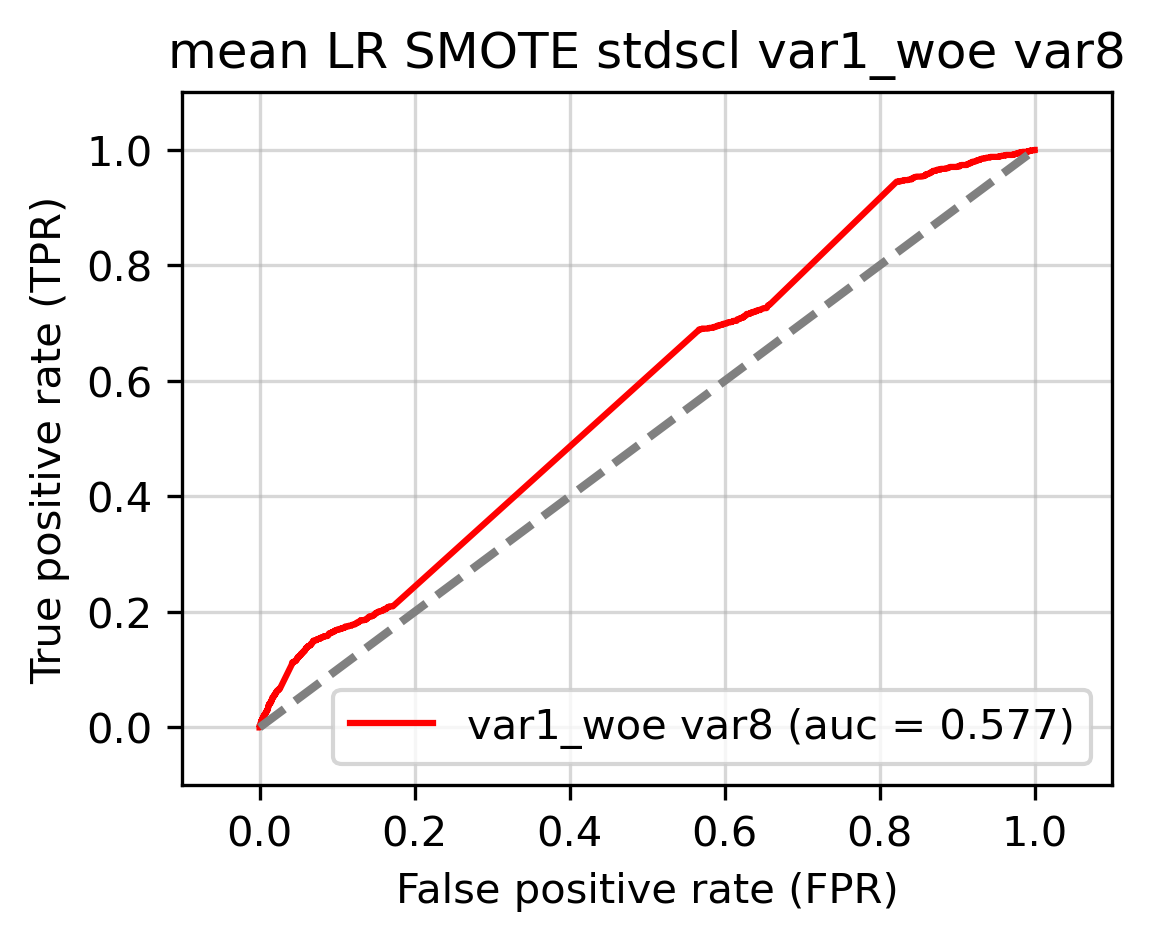 mean LR SMOTE stdscl var1_woe var8
True positive rate (TPR)
1.0
0.8
0.6
0.4
0.2
0.0
var1_woe var8 (auc = 0.577)
0.0 0.2 0.4 0.6 0.8 1.0
False positive rate (FPR)